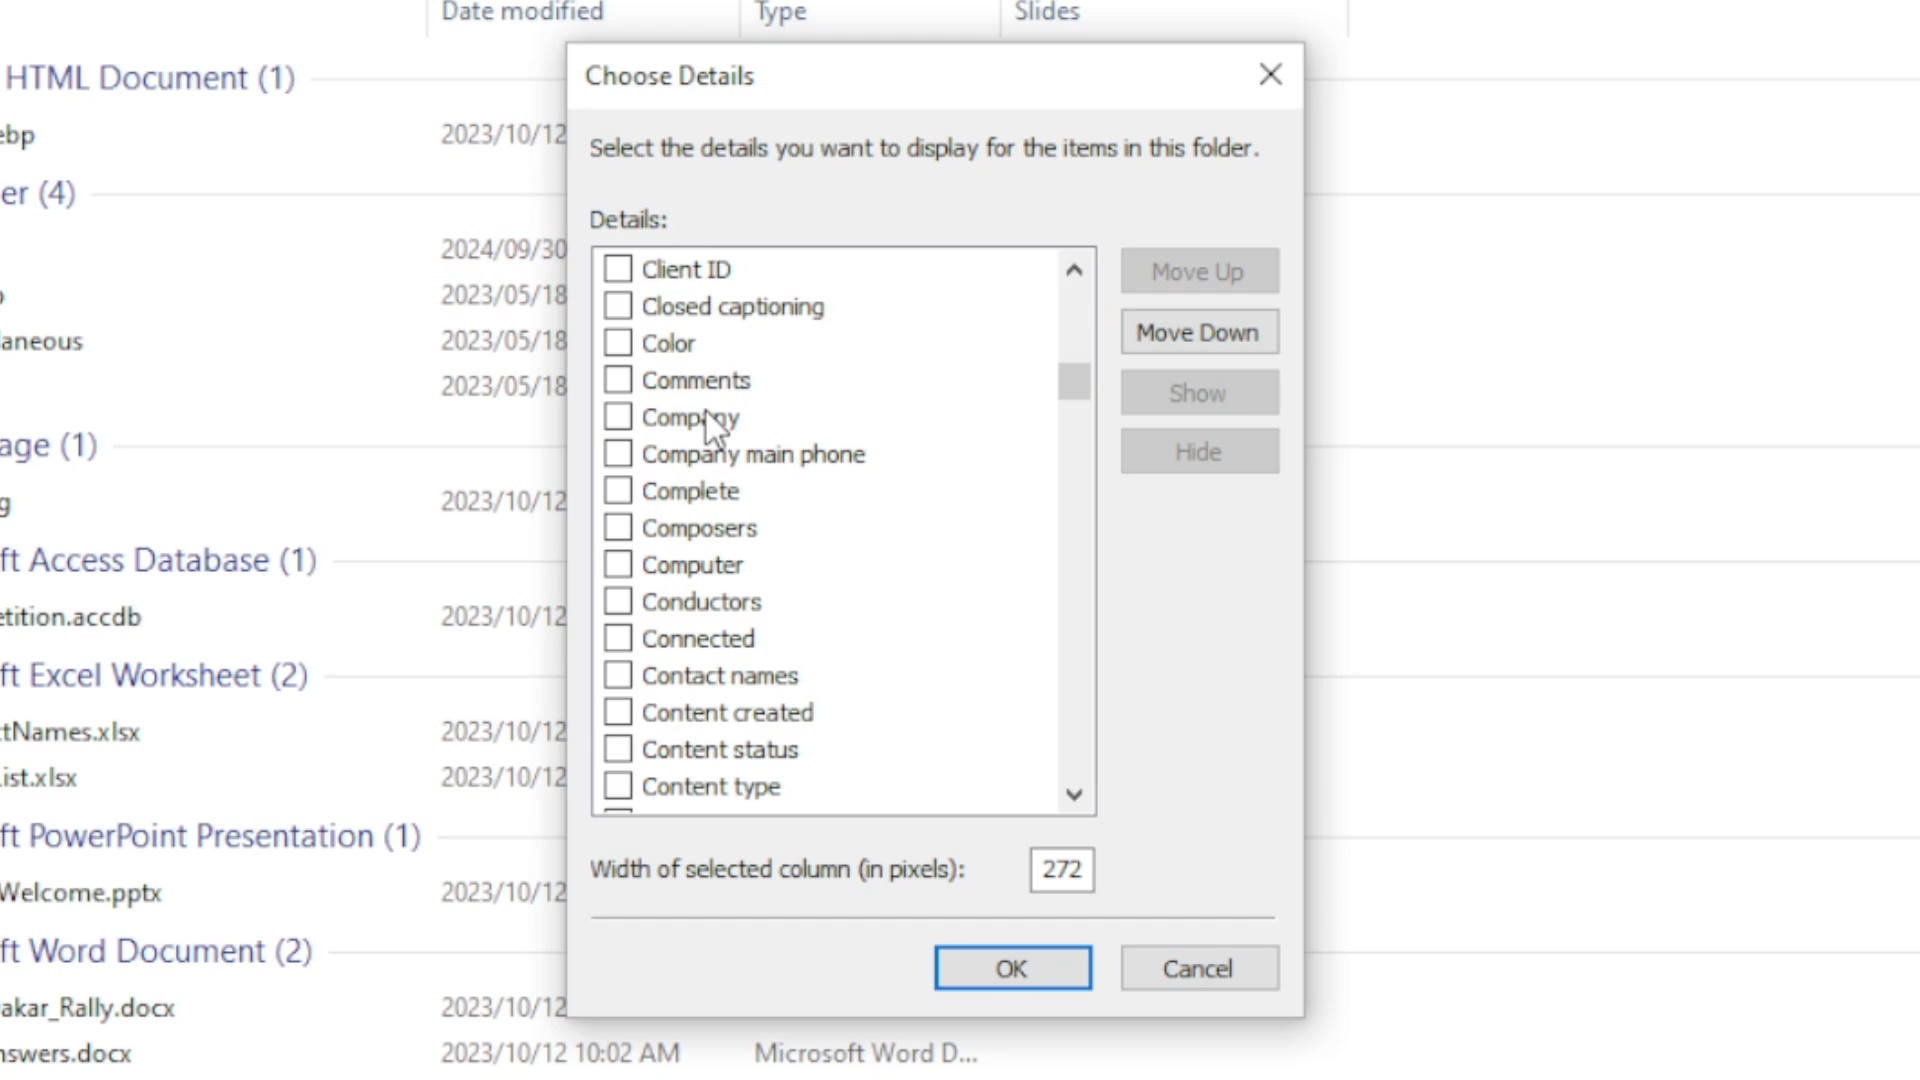 Date modified Type Slides
HTML Document (1)
Choose Details
ebp 2023/10/12
Select the details you want to display for the items in this folder.
er (4)
Details:
2024/09/30
Client ID
Move Up
2023/05/18
Closed captioning
Move Down
laneous 2023/05/18
Color
2023/05/18
Comments
Show
Company
age (1)
Company main phone
Hide
g 2023/10/12
Complete
Composers
ft Access Database (1)
Computer
etition.accdb 2023/10/12
Conductors
Connected
ft Excel Worksheet (2)
Contact names
tNames.xlsx 2023/10/12
Content created
Content status
ist.xlsx 2023/10/12
Content type
ft PowerPoint Presentation (1)
Width of selected column (in pixels): 272
Welcome.pptx 2023/10/12
ft Word Document (2)
OK Cancel
akar_Rally.docx 2023/10/12
nswers.docx 2023/10/12 10:02 AM Microsoft Word D...